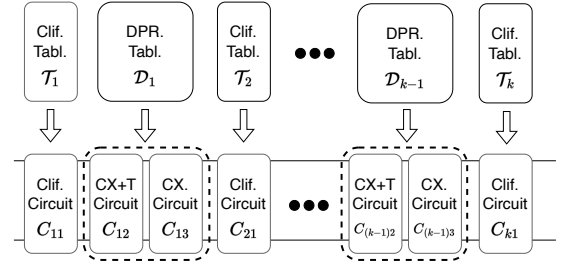 Clif.
Tabl.
𝒯₁
DPR.
Tabl.
𝒟₁
Clif.
Tabl.
𝒯₂
DPR.
Tabl.
𝒟ₖ₋₁
Clif.
Tabl.
𝒯ₖ
Clif.
Circuit
C₁₁
CX+T
Circuit
C₁₂
CX.
Circuit
C₁₃
Clif.
Circuit
C₂₁
CX+T
Circuit
C₍ₖ₋₁₎₂
CX.
Circuit
C₍ₖ₋₁₎₃
Clif.
Circuit
Cₖ₁